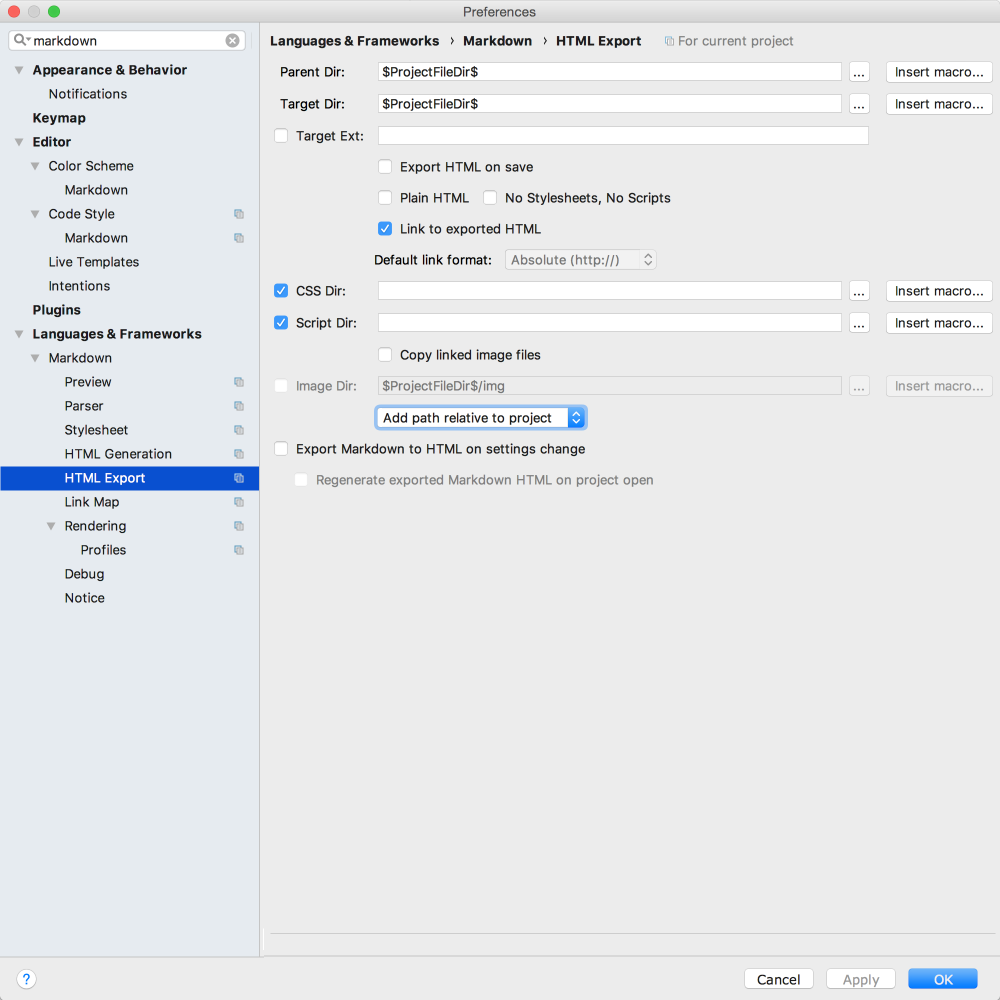 Preferences
markdown
Appearance & Behavior
Notifications
Keymap
Editor
Color Scheme
Markdown
Code Style
Markdown
Live Templates
Intentions
Plugins
Languages & Frameworks
Markdown
Preview
Parser
Stylesheet
HTML Generation
HTML Export
Link Map
Rendering
Profiles
Debug
Notice
Languages & Frameworks › Markdown › HTML Export For current project
Parent Dir: $ProjectFileDir$ ... Insert macro...
Target Dir: $ProjectFileDir$ ... Insert macro...
Target Ext:
Export HTML on save
Plain HTML No Stylesheets, No Scripts
Link to exported HTML
Default link format: Absolute (http://)
CSS Dir: ... Insert macro...
Script Dir: ... Insert macro...
Copy linked image files
Image Dir: $ProjectFileDir$/img ... Insert macro...
Add path relative to project
Export Markdown to HTML on settings change
Regenerate exported Markdown HTML on project open
? Cancel Apply OK